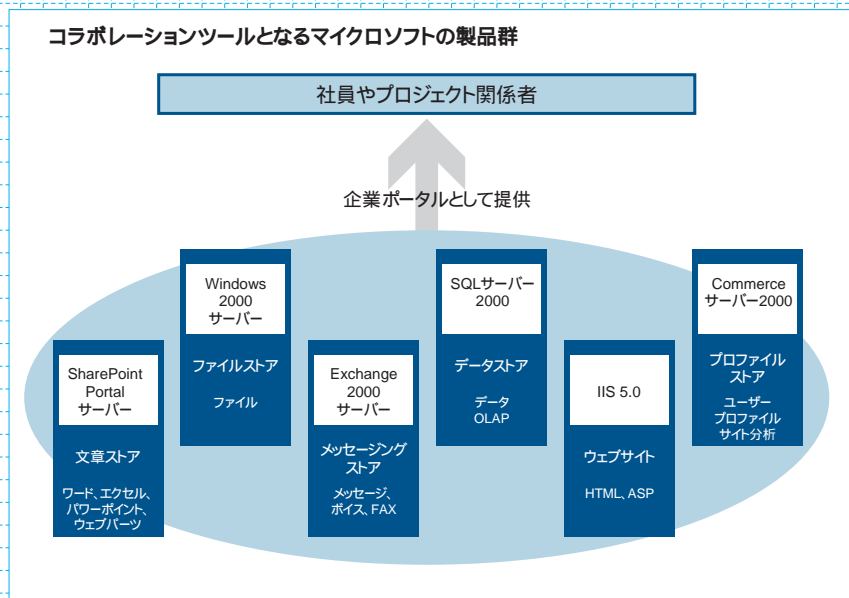 コラボレーションツールとなるマイクロソフトの製品群
社員やプロジェクト関係者
企業ポータルとして提供
SharePoint
Portal
サーバー
文章ストア
ワード、エクセル、
パワーポイント、
ウェブパーツ
Windows
2000
サーバー
ファイルストア
ファイル
Exchange
2000
サーバー
メッセージング
ストア
メッセージ、
ボイス、FAX
SQLサーバー
2000
データストア
データ
OLAP
IIS 5.0
ウェブサイト
HTML、ASP
Commerce
サーバー2000
プロファイル
ストア
ユーザー
プロファイル
サイト分析